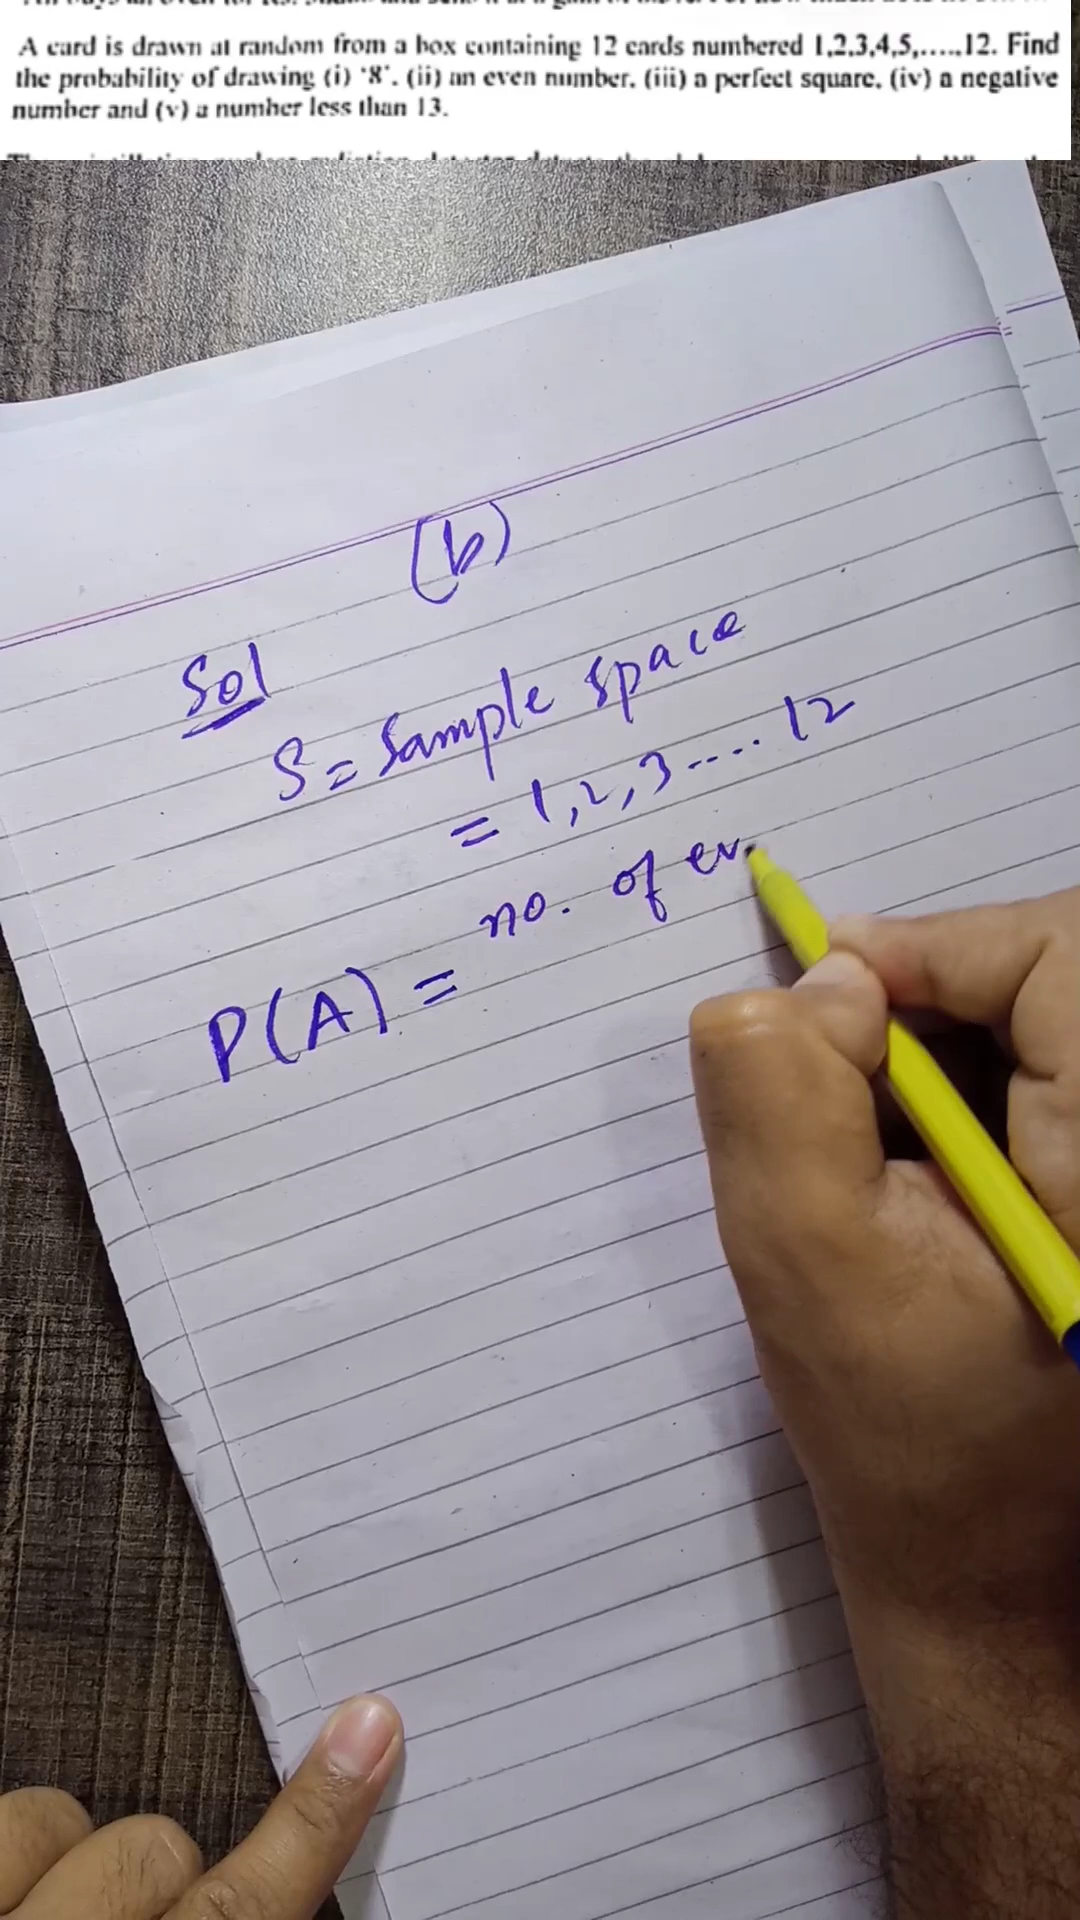 A card is drawn at random from a box containing 12 cards numbered 1,2,3,4,5,.....12. Find
the probability of drawing (i) ‘8’. (ii) an even number. (iii) a perfect square. (iv) a negative
number and (v) a number less than 13.
(b)
Sol
S = Sample space
= 1,2,3....12
no. of ev
P(A) =